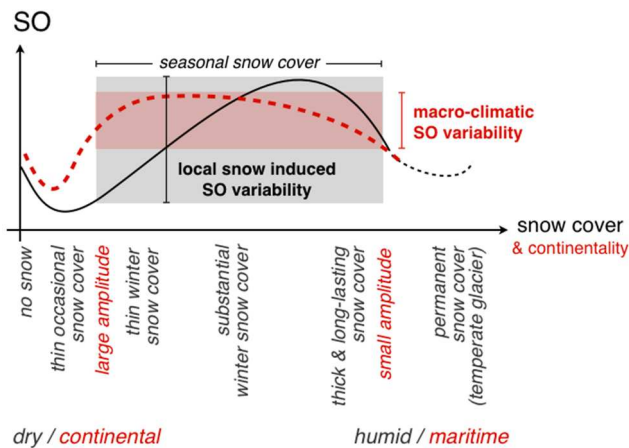 SO
seasonal snow cover
macro-climatic
SO variability
local snow induced
SO variability
snow cover
& continentality
no snow
thin occasional
snow cover
large amplitude
thin winter
snow cover
substantial
winter snow cover
thick & long-lasting
snow cover
small amplitude
permanent
snow cover
(temperate glacier)
dry / continental
humid / maritime